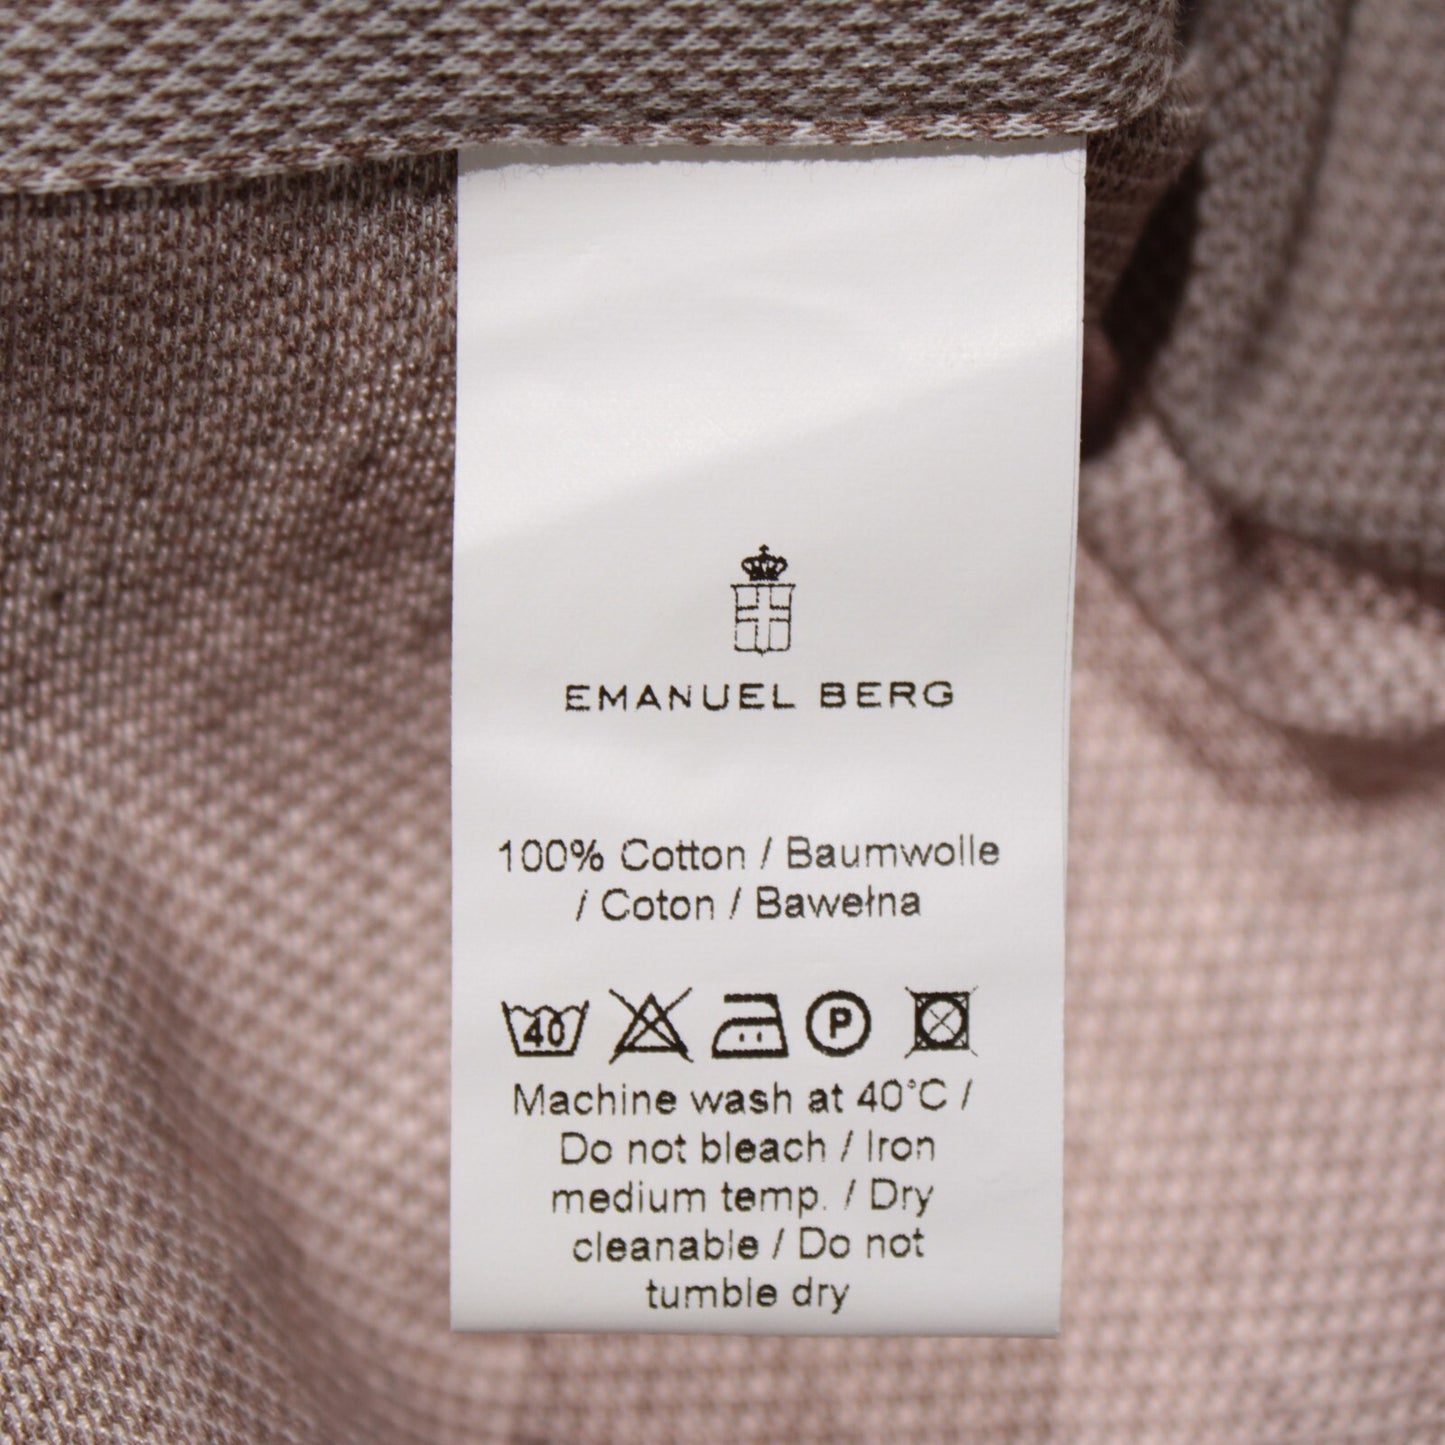 EMANUEL BERG
100% Cotton / Baumwolle
/ Coton / Bawełna
40 P
Machine wash at 40°C /
Do not bleach / Iron
medium temp. / Dry
cleanable / Do not
tumble dry